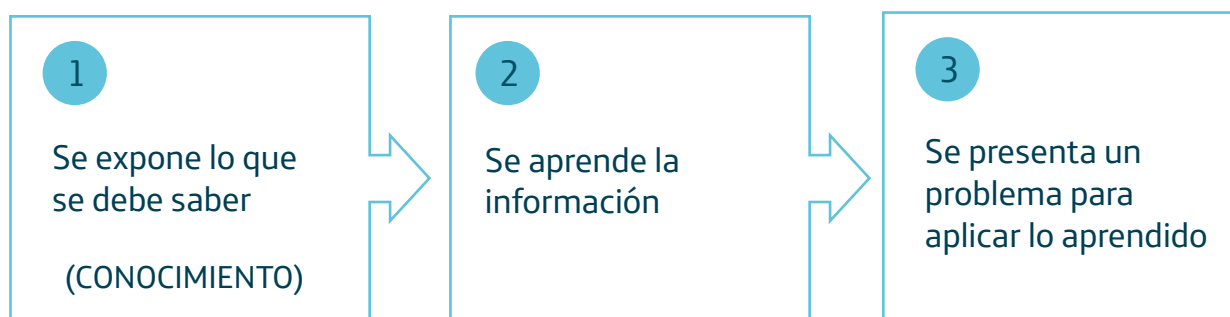 1
Se expone lo que
se debe saber
(CONOCIMIENTO)
2
Se aprende la
información
3
Se presenta un
problema para
aplicar lo aprendido